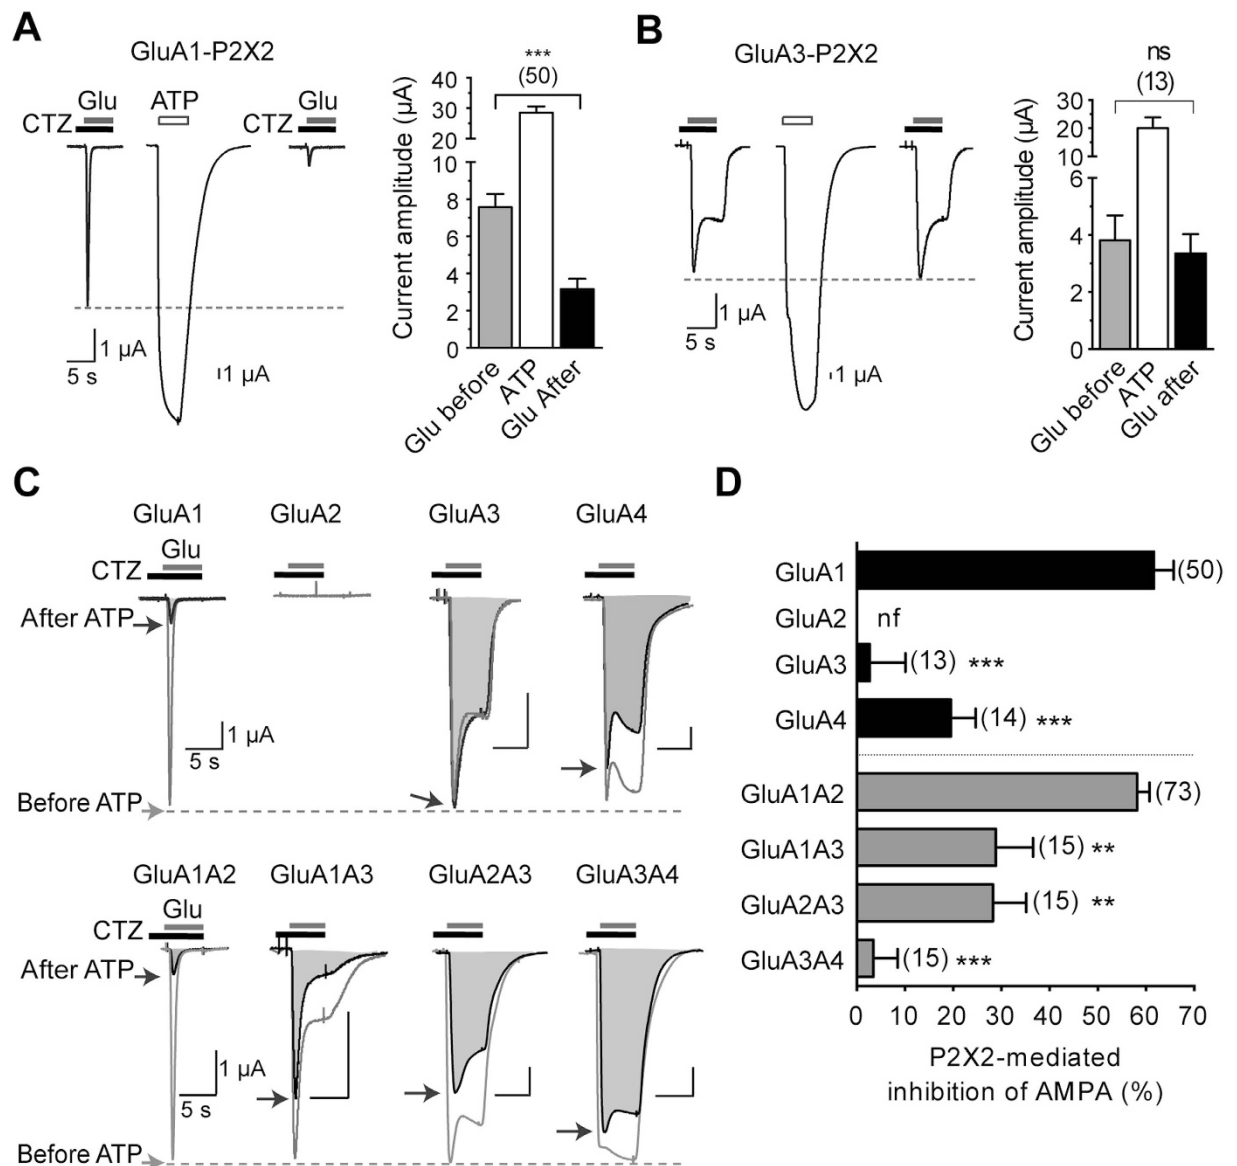 A
GluA1-P2X2
Glu
ATP
Glu
CTZ
CTZ
1 µA
5 s
1 µA
***
(50)
Current amplitude (µA)
40
30
20
10
8
6
4
2
0
Glu before
ATP
Glu After
B
GluA3-P2X2
1 µA
5 s
1 µA
ns
(13)
Current amplitude (µA)
30
20
10
6
4
2
0
Glu before
ATP
Glu after
C
GluA1
GluA2
GluA3
GluA4
Glu
CTZ
After ATP
1 µA
5 s
Before ATP
GluA1A2
GluA1A3
GluA2A3
GluA3A4
Glu
CTZ
After ATP
1 µA
5 s
Before ATP
D
GluA1 (50)
GluA2 nf
GluA3 (13) ***
GluA4 (14) ***
GluA1A2 (73)
GluA1A3 (15) **
GluA2A3 (15) **
GluA3A4 (15) ***
0 10 20 30 40 50 60 70
P2X2-mediated
inhibition of AMPA (%)